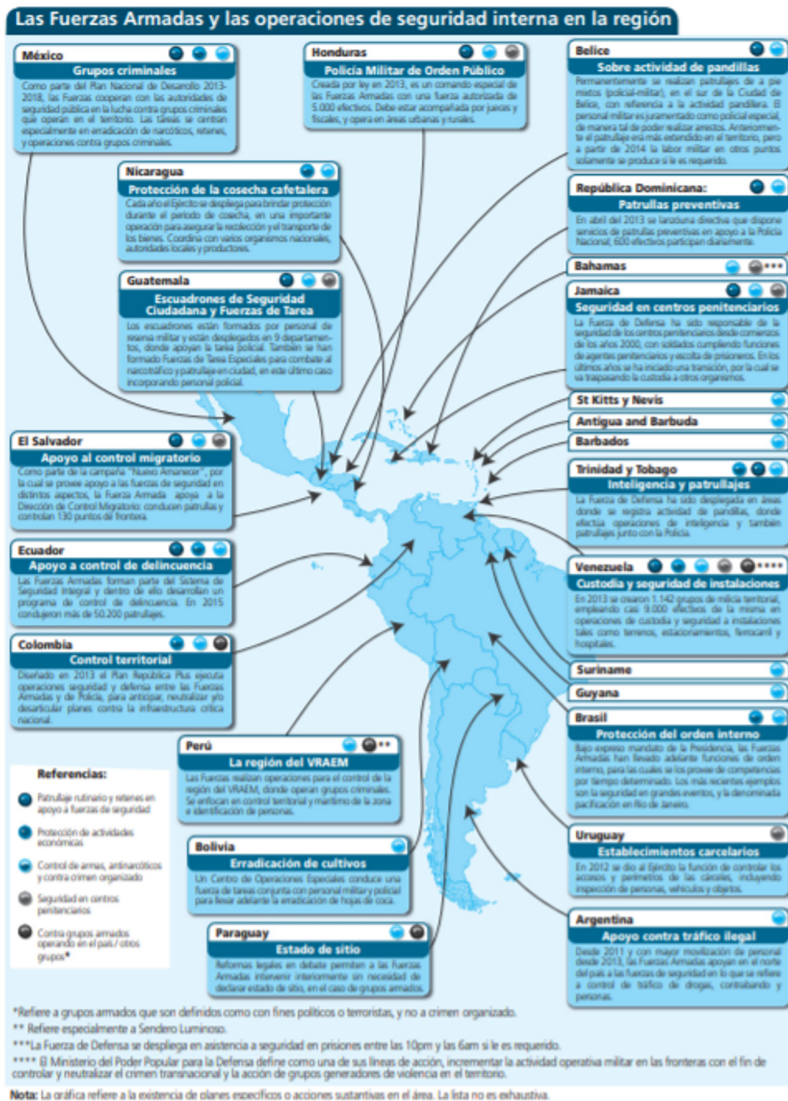 Las Fuerzas Armadas y las operaciones de seguridad interna en la región
México
Grupos criminales
Como parte del Plan Nacional de Desarrollo 2013-
2018, las Fuerzas cooperan con las autoridades de
seguridad pública en la lucha contra grupos criminales
que operan en el territorio. Las tareas se centran
especialmente en erradicación de narcóticos, retenes,
y operaciones contra grupos criminales.
Honduras
Policía Militar de Orden Público
Creada por ley en 2013, es un comando especial de
las Fuerzas Armadas con una fuerza autorizada de
5.000 efectivos. Debe estar acompañada por jueces y
fiscales, y opera en áreas urbanas y rurales.
Belice
Sobre actividad de pandillas
Permanentemente se realizan patrullajes de a pie
mixtos (policial-militar), en el sur de la Ciudad de
Belice, con referencia a la actividad pandillera. El
personal militar es juramentado como policial especial,
de manera tal de poder realizar arrestos. Anteriormen-
te el patrullaje era más extendido en el territorio, pero
a partir de 2014 la labor militar en otros puntos
solamente se produce si le es requerido.
Nicaragua
Protección de la cosecha cafetalera
Cada año el Ejército se despliega para brindar protección
durante el período de cosecha, en una importante
operación para asegurar la recolección y el transporte de
los bienes. Coordina con varios organismos nacionales,
autoridades locales y productores.
República Dominicana:
Patrullas preventivas
En abril del 2013 se lanzóuna directiva que dispone
servicios de patrullas preventivas en apoyo a la Policía
Nacional, 600 efectivos participan diariamente.
Bahamas
***
Guatemala
Escuadrones de Seguridad
Ciudadana y Fuerzas de Tarea
Los escuadrones están formados por personal de
reserva militar y están desplegados en 9 departamen-
tos, donde apoyan la tarea policial. También se han
formado Fuerzas de Tarea Especiales para combate al
narcotráfico y patrullaje en ciudad, en este último caso
incorporando personal policial.
Jamaica
Seguridad en centros penitenciarios
La Fuerza de Defensa ha sido responsable de la
seguridad de los centros penitenciarios desde comienzos
de los años 2000, con soldados cumpliendo funciones
de agentes penitenciarios y escolta de prisioneros. En los
últimos años se ha iniciado una transición, por la cual se
va traspasando la custodia a otros organismos.
St Kitts y Nevis
Antigua and Barbuda
Barbados
El Salvador
Apoyo al control migratorio
Como parte de la campaña "Nuevo Amanecer", por
la cual se provee apoyo a las fuerzas de seguridad en
distintos aspectos, la Fuerza Armada apoya a la
Dirección de Control Migratorio: conducen patrullas y
controlan 130 puntos de frontera.
Trinidad y Tobago
Inteligencia y patrullajes
La Fuerza de Defensa ha sido desplegada en áreas
donde se registra actividad de pandillas, donde
efectúa operaciones de inteligencia y también
patrullajes junto con la Policía.
Ecuador
Apoyo a control de delincuencia
Las Fuerzas Armadas forman parte del Sistema de
Seguridad Integral y dentro de ello desarrollan un
programa de control de delincuencia. En 2015
condujeron más de 50.200 patrullajes.
Venezuela
****
Custodia y seguridad de instalaciones
En 2013 se crearon 1.142 grupos de milicia territorial,
empleando casi 9.000 efectivos de la misma en
operaciones de custodia y seguridad a instalaciones
tales como terrenos, estacionamientos, ferrocarril y
hospitales.
Colombia
Control territorial
Diseñado en 2013 el Plan República Plus ejecuta
operaciones seguridad y defensa entre las Fuerzas
Armadas y de Policía, para anticipar, neutralizar y/o
desarticular planes contra la infraestructura crítica
nacional.
Suriname
Guyana
Brasil
Protección del orden interno
Bajo expreso mandato de la Presidencia, las Fuerzas
Armadas han llevado adelante funciones de orden
interno, para las cuales se los provee de competencias
por tiempo determinado. Los más recientes ejemplos
son la seguridad en grandes eventos, y la denominada
pacificación en Río de Janeiro.
Perú
**
La región del VRAEM
Las Fuerzas realizan operaciones para el control de la
región del VRAEM, donde operan grupos criminales.
Se enfocan en control territorial y marítimo de la zona
e identificación de personas.
Referencias:
Patrullaje rutinario y retenes en
apoyo a fuerzas de seguridad
Protección de actividades
económicas
Control de armas, antinarcóticos
y contra crimen organizado
Seguridad en centros
penitenciarios
Contra grupos armados
operando en el país / otros
grupos*
Bolivia
Erradicación de cultivos
Un Centro de Operaciones Especiales conduce una
fuerza de tareas conjunta con personal militar y policial
para llevar adelante la erradicación de hojas de coca.
Uruguay
Establecimientos carcelarios
En 2012 se dio al Ejército la función de controlar los
accesos y perímetros de las cárceles, incluyendo
inspección de personas, vehículos y objetos.
Paraguay
Estado de sitio
Reformas legales en debate permiten a las Fuerzas
Armadas intervenir interiormente sin necesidad de
declarar estado de sitio, en el caso de grupos armados.
Argentina
Apoyo contra tráfico ilegal
Desde 2011 y con mayor movilización de personal
desde 2013, las Fuerzas Armadas apoyan en el norte
del país a las fuerzas de seguridad en lo que se refiere
a control de tráfico de drogas, contrabando y
personas.
*Refiere a grupos armados que son definidos como con fines políticos o terroristas, y no a crimen organizado.
** Refiere especialmente a Sendero Luminoso.
***La Fuerza de Defensa se despliega en asistencia a seguridad en prisiones entre las 10pm y las 6am si le es requerido.
**** El Ministerio del Poder Popular para la Defensa define como una de sus líneas de acción, incrementar la actividad operativa militar en las fronteras con el fin de
controlar y neutralizar el crimen transnacional y la acción de grupos generadores de violencia en el territorio.
Nota: La gráfica refiere a la existencia de planes específicos o acciones sustantivas en el área. La lista no es exhaustiva.